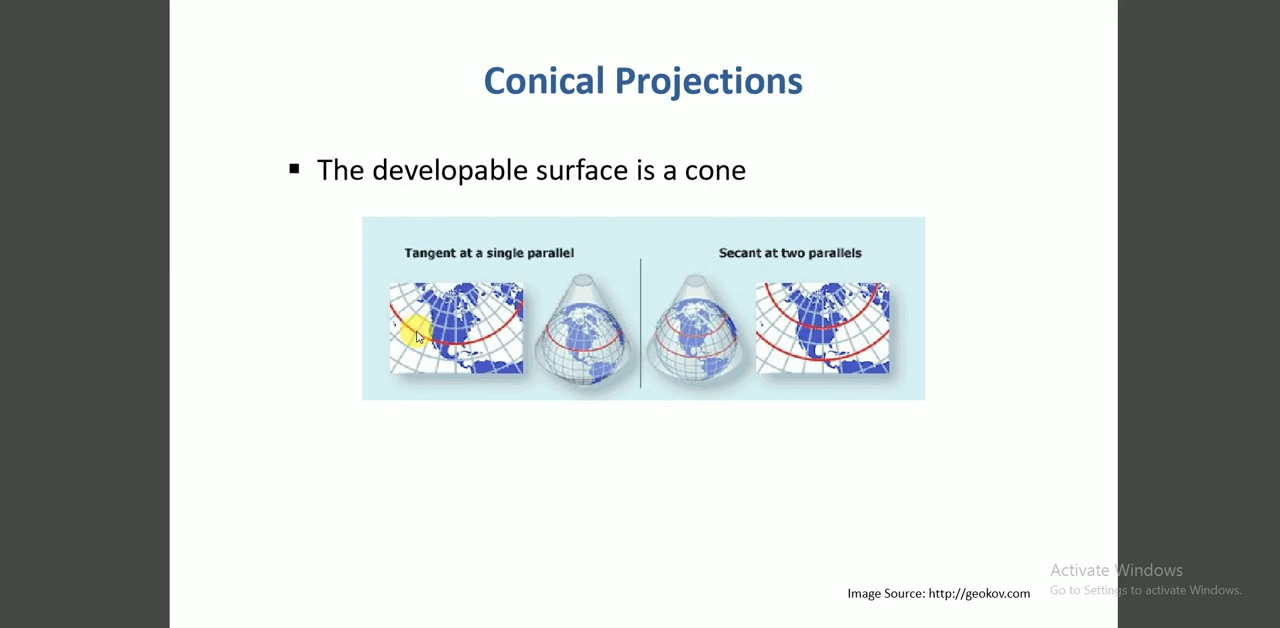 Conical Projections
▪ The developable surface is a cone
Tangent at a single parallel
Secant at two parallels
Image Source: http://geokov.com
Activate Windows
Go to Settings to activate Windows.